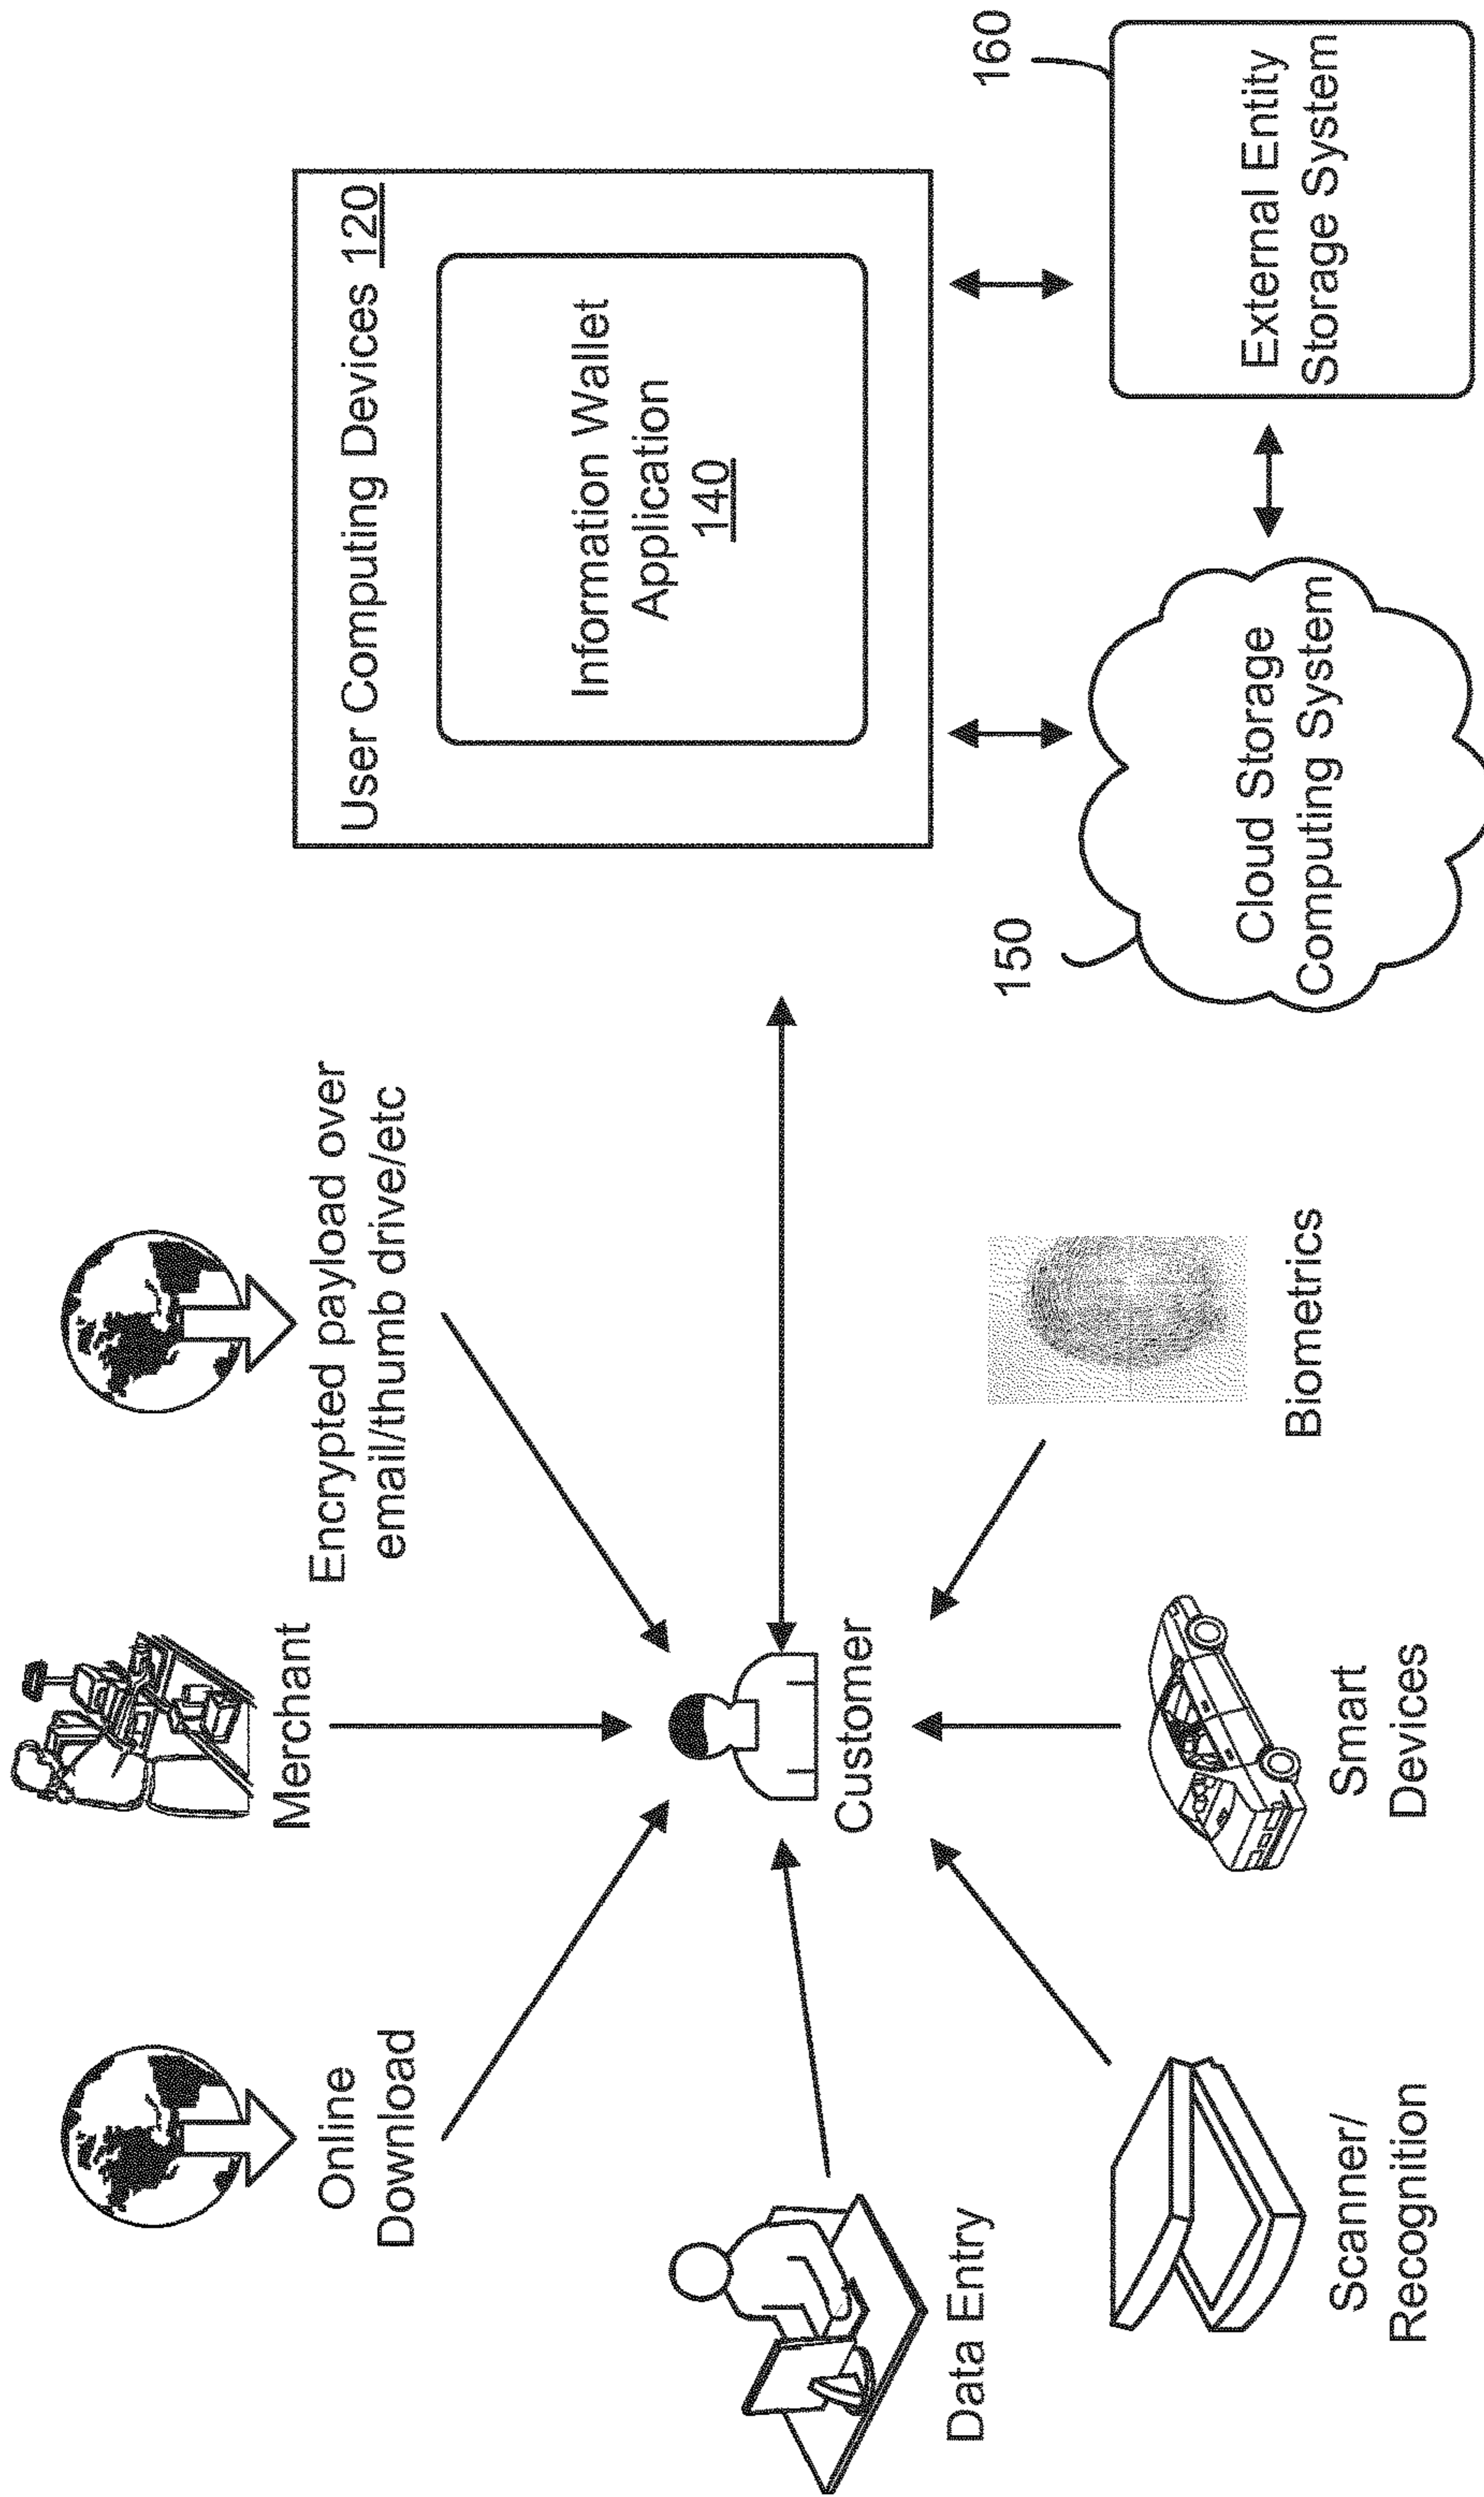 Online
Download
Merchant
Encrypted payload over
email/thumb drive/etc
User Computing Devices 120
Information Wallet
Application
140
Data Entry
Customer
Scanner/
Recognition
Smart
Devices
Biometrics
150
Cloud Storage
Computing System
160
External Entity
Storage System